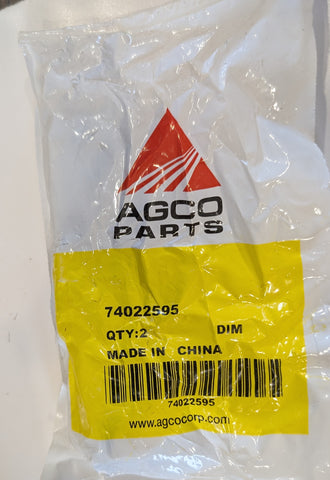 AGCO
PARTS
74022595
QTY:2 DIM
MADE IN CHINA
74022595
www.agcocorp.com